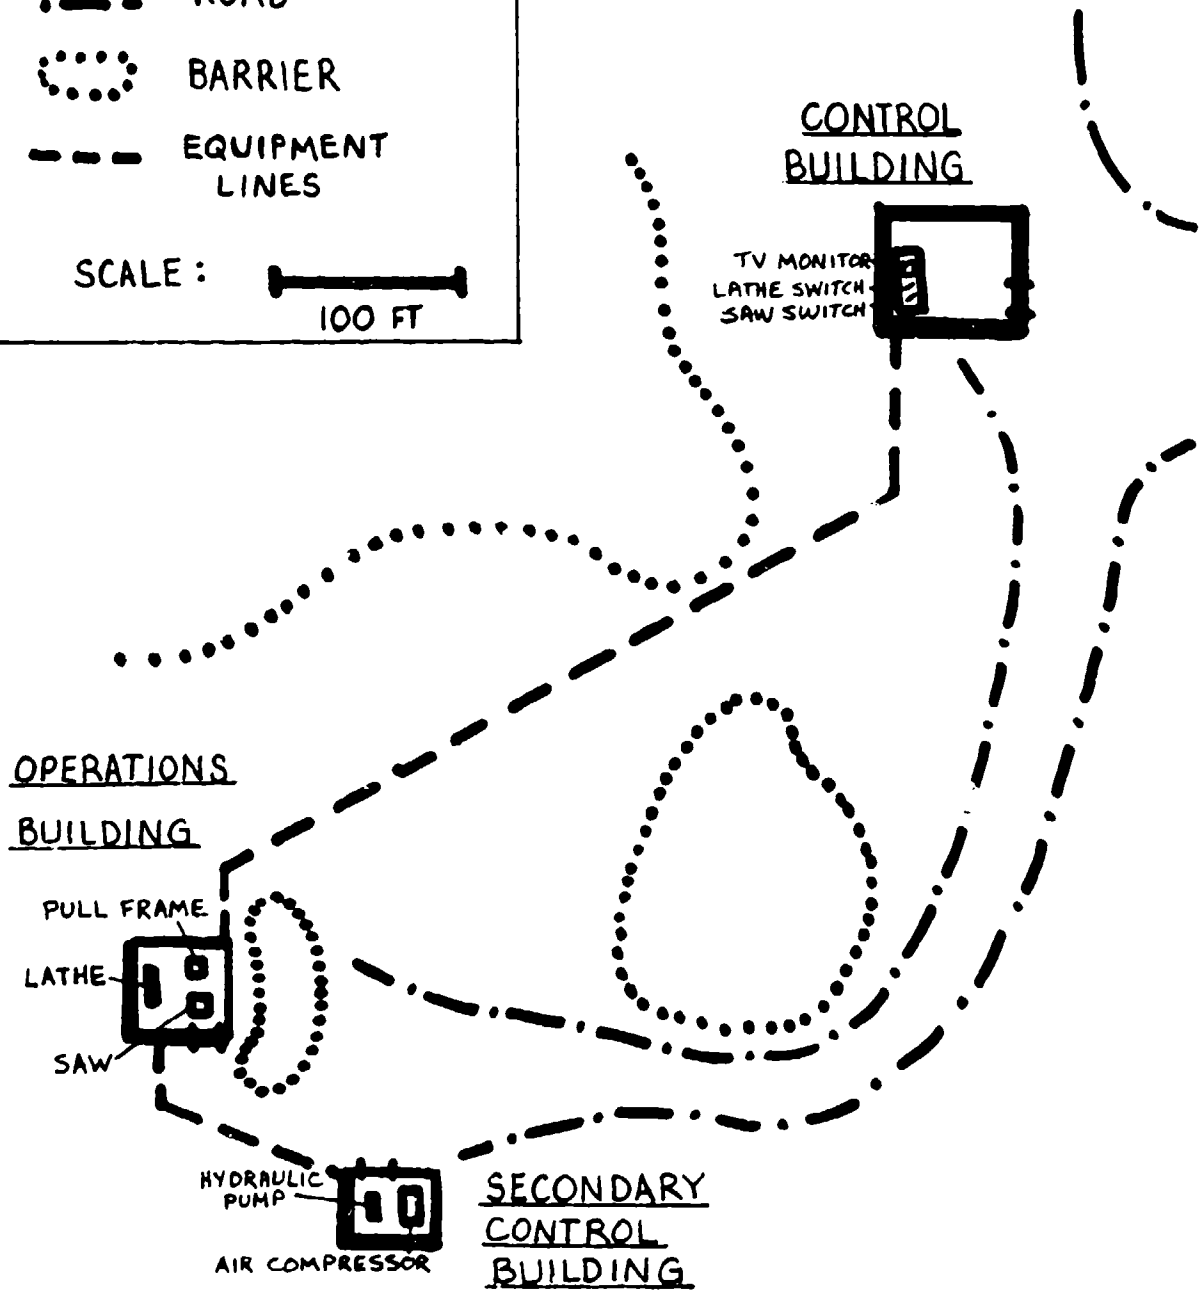 ROAD
BARRIER
EQUIPMENT
LINES
SCALE:
100 FT
CONTROL
BUILDING
TV MONITOR
LATHE SWITCH
SAW SWITCH
OPERATIONS
BUILDING
PULL FRAME
LATHE
SAW
HYDRAULIC
PUMP
AIR COMPRESSOR
SECONDARY
CONTROL
BUILDING